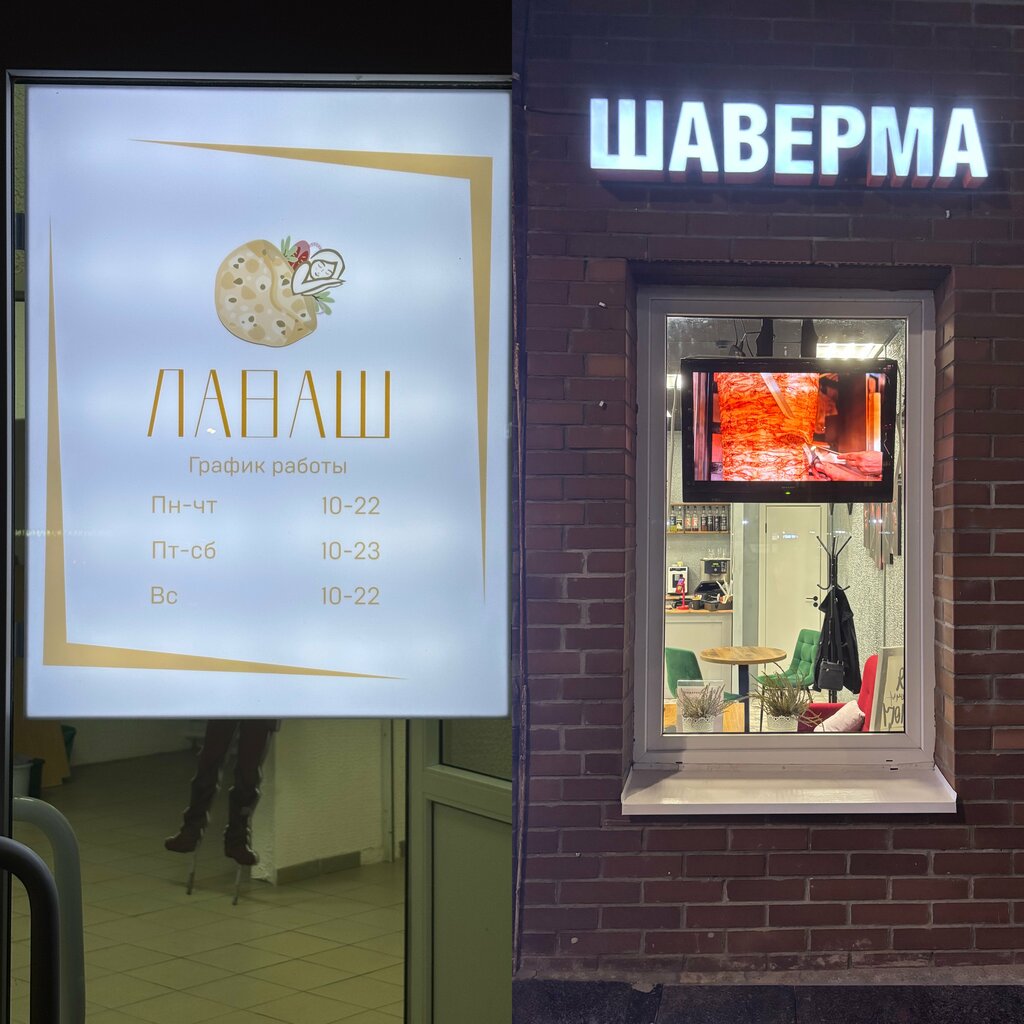 ЛАВАШ
График работы
Пн-чт 10-22
Пт-сб 10-23
Вс 10-22
ШАВЕРМА